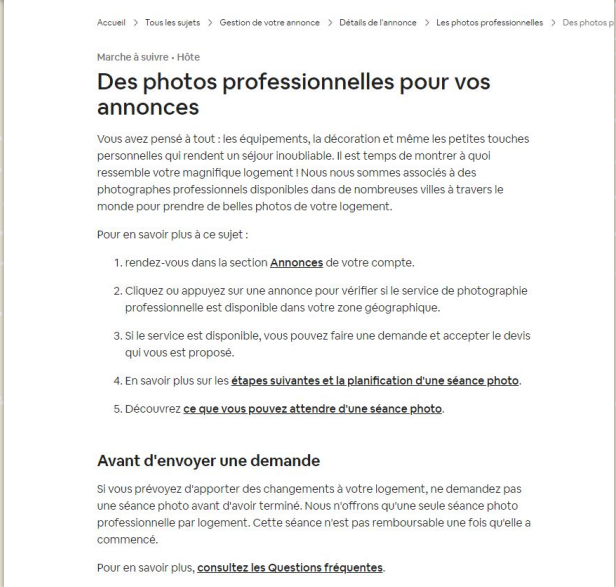 Accueil > Tous les sujets > Gestion de votre annonce > Détails de l'annonce > Les photos professionnelles > Des photos p
Marche à suivre • Hôte
Des photos professionnelles pour vos
annonces
Vous avez pensé à tout : les équipements, la décoration et même les petites touches
personnelles qui rendent un séjour inoubliable. Il est temps de montrer à quoi
ressemble votre magnifique logement ! Nous nous sommes associés à des
photographes professionnels disponibles dans de nombreuses villes à travers le
monde pour prendre de belles photos de votre logement.
Pour en savoir plus à ce sujet :
1. rendez-vous dans la section Annonces de votre compte.
2. Cliquez ou appuyez sur une annonce pour vérifier si le service de photographie
professionnelle est disponible dans votre zone géographique.
3. Si le service est disponible, vous pouvez faire une demande et accepter le devis
qui vous est proposé.
4. En savoir plus sur les étapes suivantes et la planification d'une séance photo.
5. Découvrez ce que vous pouvez attendre d'une séance photo.
Avant d'envoyer une demande
Si vous prévoyez d'apporter des changements à votre logement, ne demandez pas
une séance photo avant d'avoir terminé. Nous n'offrons qu'une seule séance photo
professionnelle par logement. Cette séance n'est pas remboursable une fois qu'elle a
commencé.
Pour en savoir plus, consultez les Questions fréquentes.